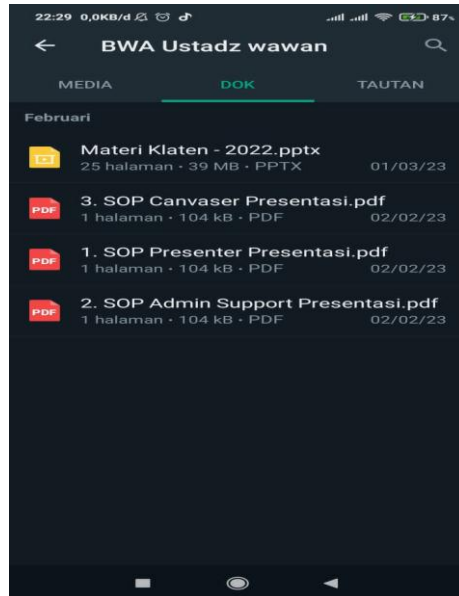 22:29 0,0KB/d 87%
BWA Ustadz wawan
MEDIA DOK TAUTAN
Februari
Materi Klaten - 2022.pptx
25 halaman • 39 MB • PPTX 01/03/23
PDF
3. SOP Canvaser Presentasi.pdf
1 halaman • 104 kB • PDF 02/02/23
PDF
1. SOP Presenter Presentasi.pdf
1 halaman • 104 kB • PDF 02/02/23
PDF
2. SOP Admin Support Presentasi.pdf
1 halaman • 104 kB • PDF 02/02/23